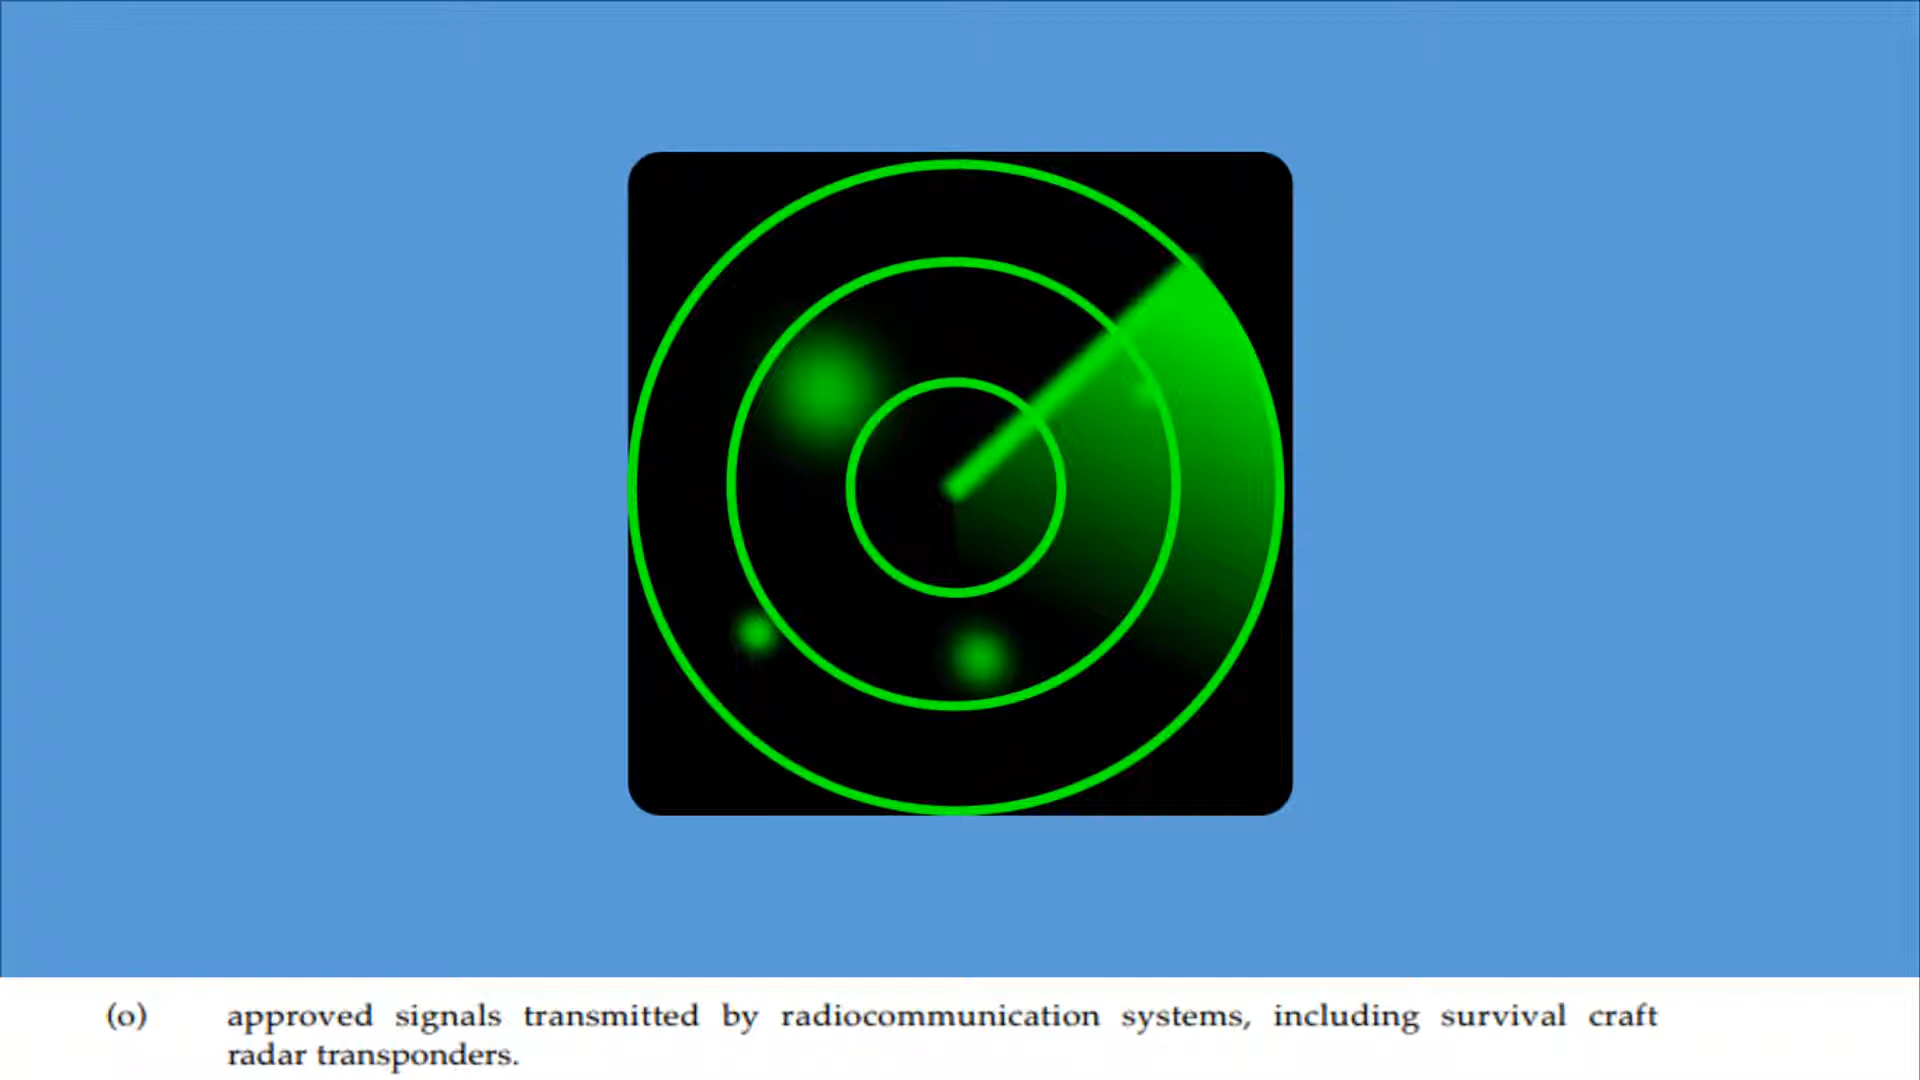 (o) approved signals transmitted by radiocommunication systems, including survival craft
radar transponders.